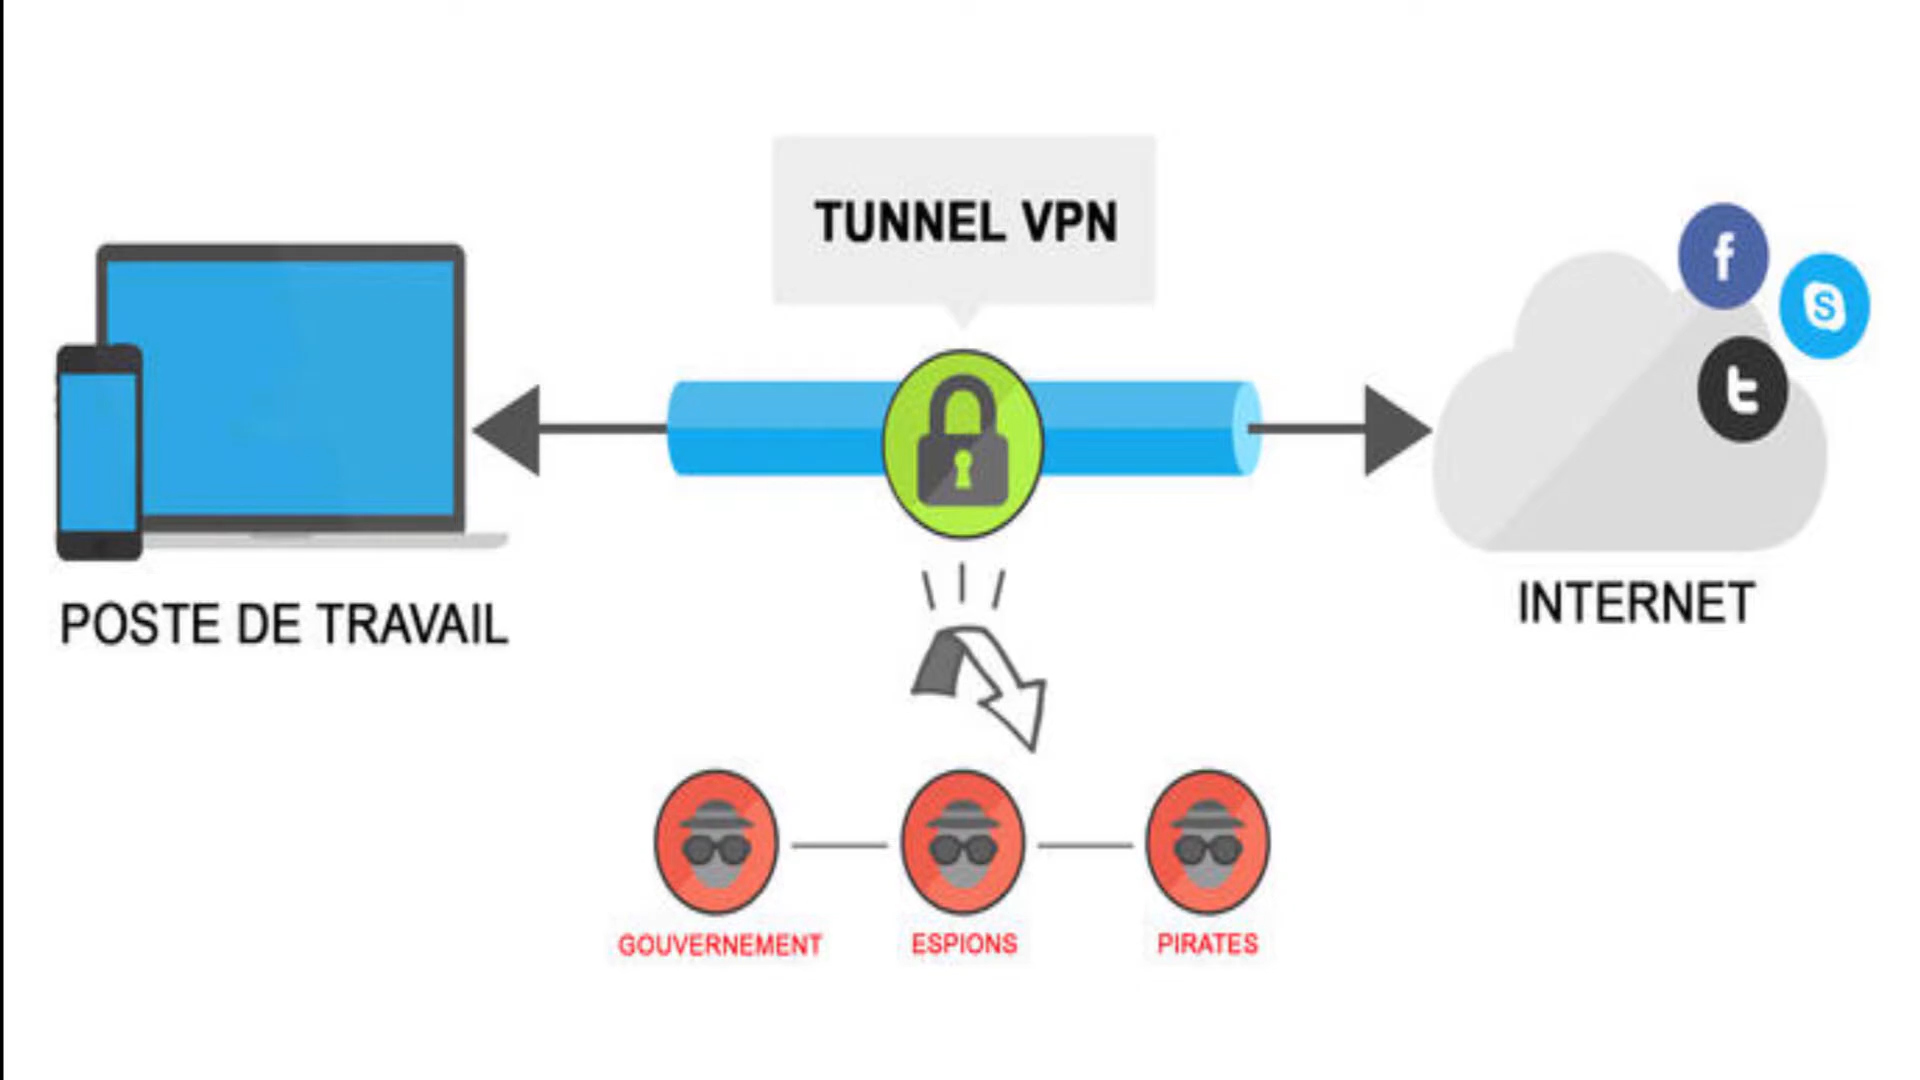 TUNNEL VPN
f
S
t
POSTE DE TRAVAIL
INTERNET
GOUVERNEMENT
ESPIONS
PIRATES